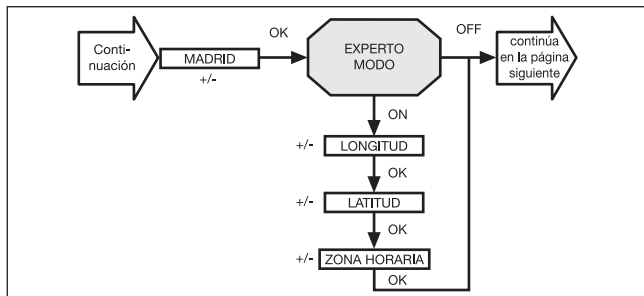 Conti-
nuación
MADRID
+/-
OK
EXPERTO
MODO
OFF
continúa
en la página
siguiente
ON
+/- LONGITUD
OK
+/- LATITUD
OK
+/- ZONA HORARIA
OK